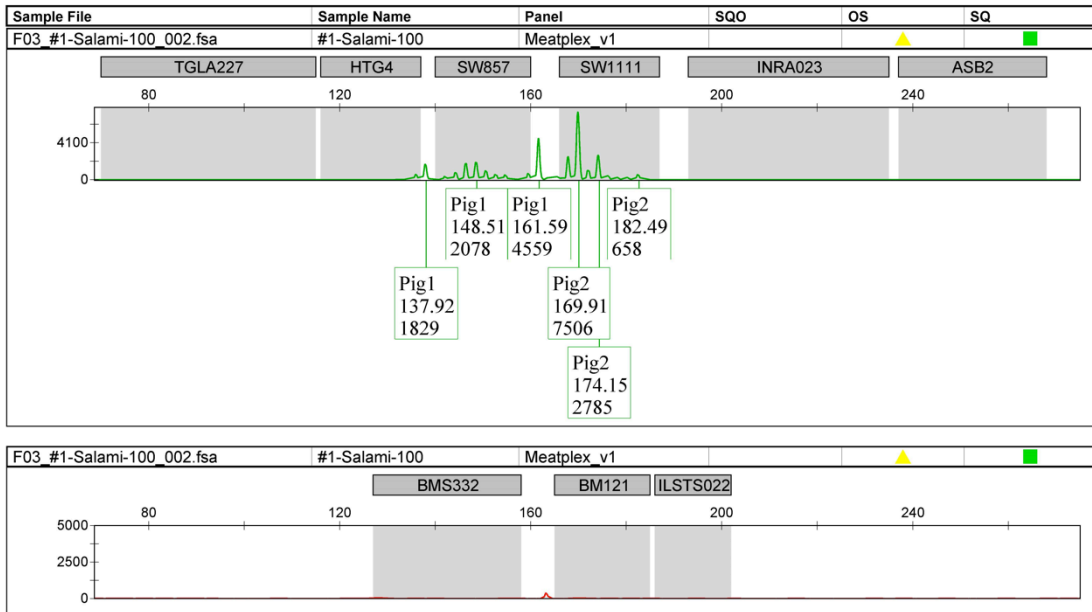 Sample File Sample Name Panel SQO OS SQ
F03_#1-Salami-100_002.fsa #1-Salami-100 Meatplex_v1
TGLA227 HTG4 SW857 SW1111 INRA023 ASB2
80 120 160 200 240
4100
0
Pig1 Pig1 Pig2
148.51 161.59 182.49
2078 4559 658
Pig1 Pig2
137.92 169.91
1829 7506
Pig2
174.15
2785
F03_#1-Salami-100_002.fsa #1-Salami-100 Meatplex_v1
BMS332 BM121 ILSTS022
80 120 160 200 240
5000
2500
0